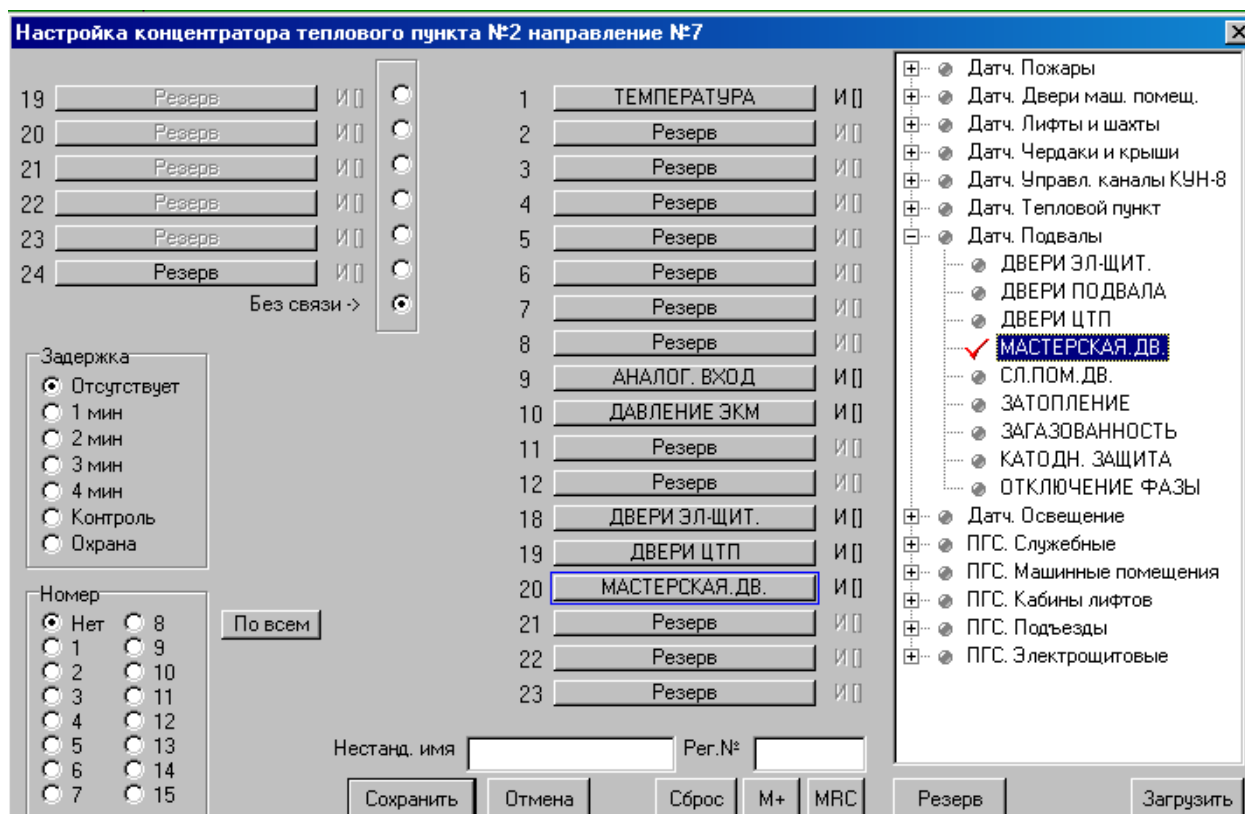 Настройка концентратора теплового пункта №2 направление №7
19 Резерв И []
20 Резерв И []
21 Резерв И []
22 Резерв И []
23 Резерв И []
24 Резерв И []
Без связи ->
Задержка
Отсутствует
1 мин
2 мин
3 мин
4 мин
Контроль
Охрана
Номер
Нет 8
1 9
2 10
3 11
4 12
5 13
6 14
7 15
По всем
1 ТЕМПЕРАТУРА И []
2 Резерв И []
3 Резерв И []
4 Резерв И []
5 Резерв И []
6 Резерв И []
7 Резерв И []
8 Резерв И []
9 АНАЛОГ. ВХОД И []
10 ДАВЛЕНИЕ ЭКМ И []
11 Резерв И []
12 Резерв И []
18 ДВЕРИ ЭЛ-ЩИТ. И []
19 ДВЕРИ ЦТП И []
20 МАСТЕРСКАЯ.ДВ. И []
21 Резерв И []
22 Резерв И []
23 Резерв И []
Датч. Пожары
Датч. Двери маш. помещ.
Датч. Лифты и шахты
Датч. Чердаки и крыши
Датч. Управл. каналы КУН-8
Датч. Тепловой пункт
Датч. Подвалы
ДВЕРИ ЭЛ-ЩИТ.
ДВЕРИ ПОДВАЛА
ДВЕРИ ЦТП
МАСТЕРСКАЯ.ДВ.
СЛ.ПОМ.ДВ.
ЗАТОПЛЕНИЕ
ЗАГАЗОВАННОСТЬ
КАТОДН. ЗАЩИТА
ОТКЛЮЧЕНИЕ ФАЗЫ
Датч. Освещение
ПГС. Служебные
ПГС. Машинные помещения
ПГС. Кабины лифтов
ПГС. Подъезды
ПГС. Электрощитовые
Нестанд. имя Рег.№
Сохранить Отмена Сброс М+ MRC Резерв Загрузить